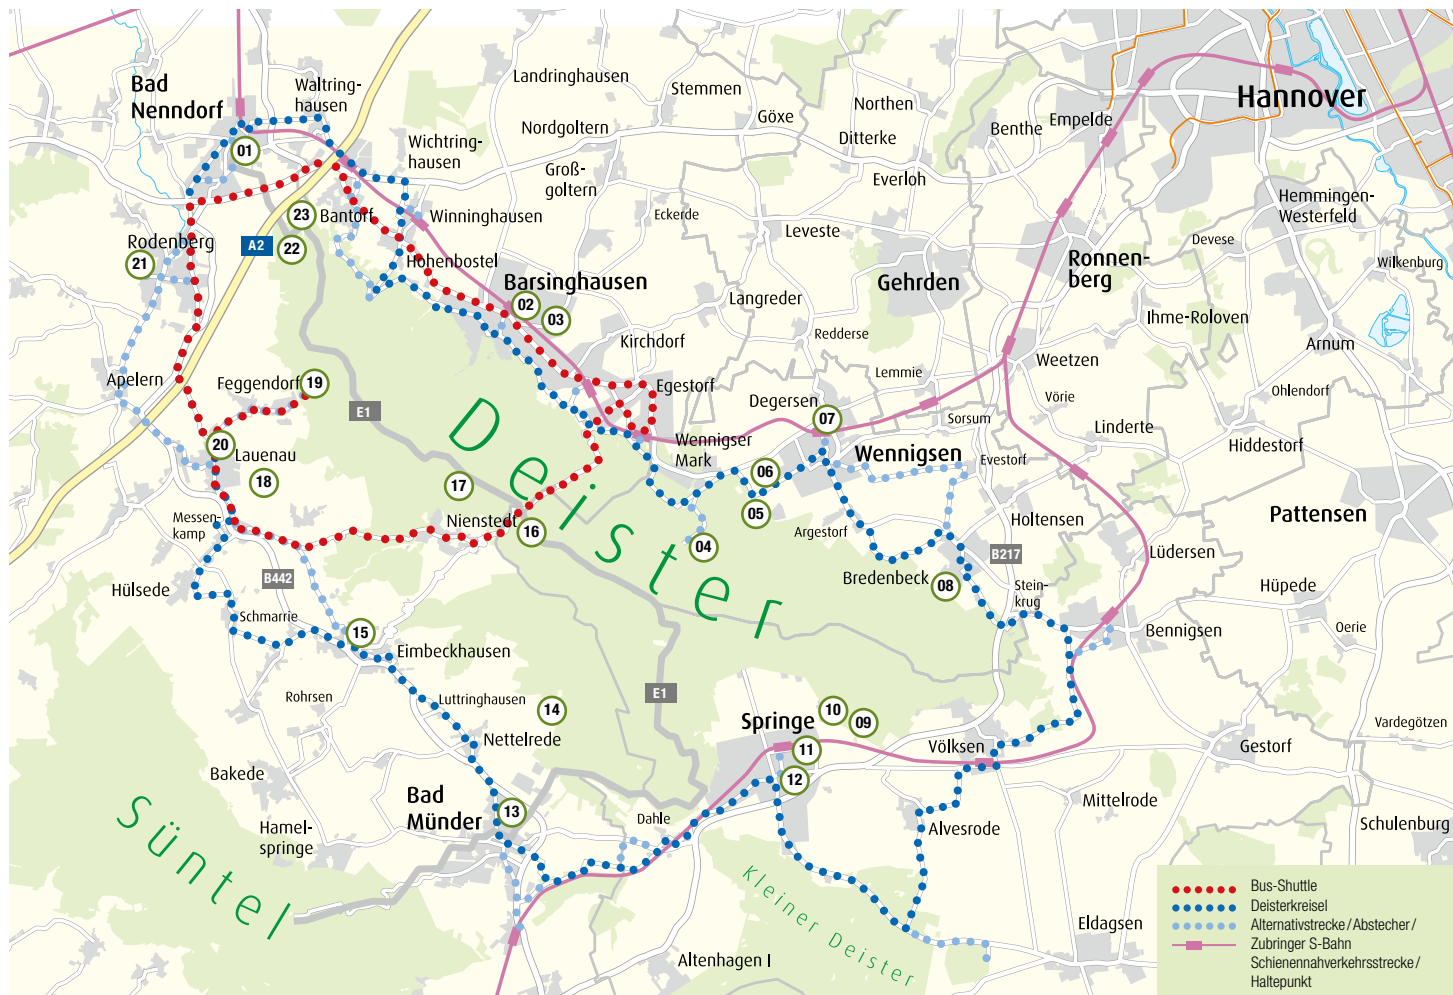 Bad
Nenndorf
Waltring-
hausen
Landringhausen
Stemmen
Göxe
Northen
Ditterke
Benthe
Empelde
Hannover
01
Wichtring-
hausen
Nordgoltern
Groß-
goltern
Everloh
Hemmingen-
Westerfeld
23
Bantorf
Winninghausen
Eckerde
Leveste
Devese
22
A2
Rodenberg
21
Hohenbostel
Barsinghausen
Gehrden
Ronnen-
berg
Wilkenburg
02
03
Langreder
Redderse
Ihme-Roloven
Arnum
Kirchdorf
Weetzen
Apelern
Feggendorf
19
Egestorf
Lemmie
Vörie
Ohlendorf
E1
Degersen
07
Sorsum
Linderte
Hiddestorf
20
Lauenau
18
Deister
Wennigser
Mark
Wennigsen
Evestorf
06
17
05
Messen-
kamp
Nienstedt
16
04
Argestorf
Holtensen
Pattensen
B217
Lüdersen
Hülsede
B442
Bredenbeck
08
Stein-
krug
Hüpede
Schmarrie
15
Eimbeckhausen
Bennigsen
Oerie
Rohrsen
Luttringhausen
E1
14
Springe
10
09
Vardegötzen
Nettelrede
11
Völksen
Gestorf
Bakede
12
Bad
Münder
13
Mittelrode
Süntel
Hamel-
springe
Dahle
Alvesrode
Schulenburg
Kleiner Deister
Altenhagen I
Eldagsen
Bus-Shuttle
Deisterkreisel
Alternativstrecke/Abstecher/
Zubringer S-Bahn
Schienennahverkehrsstrecke/
Haltepunkt